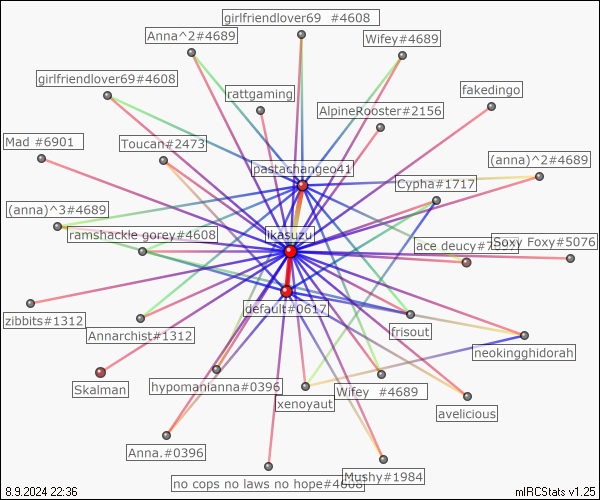 girlfriendlover69 #4608
Anna^2#4689
Wifey#4689
girlfriendlover69#4608
rattgaming
fakedingo
AlpineRooster#2156
Mad #6901
Toucan#2473
(anna)^2#4689
pastachangeo41
Cypha#1717
(anna)^3#4689
ramshackle gorey#4608
ikasuzu
ace deucy
Soxy Foxy#5076
default#0617
zibbits#1312
Annarchist#1312
frisout
neokingghidorah
Skalman
hypomanianna#0396
xenoyaut
Wifey #4689
avelicious
Anna.#0396
no cops no laws no hope#4608
Mushy#1984
8.9.2024 22:36
mIRCStats v1.25